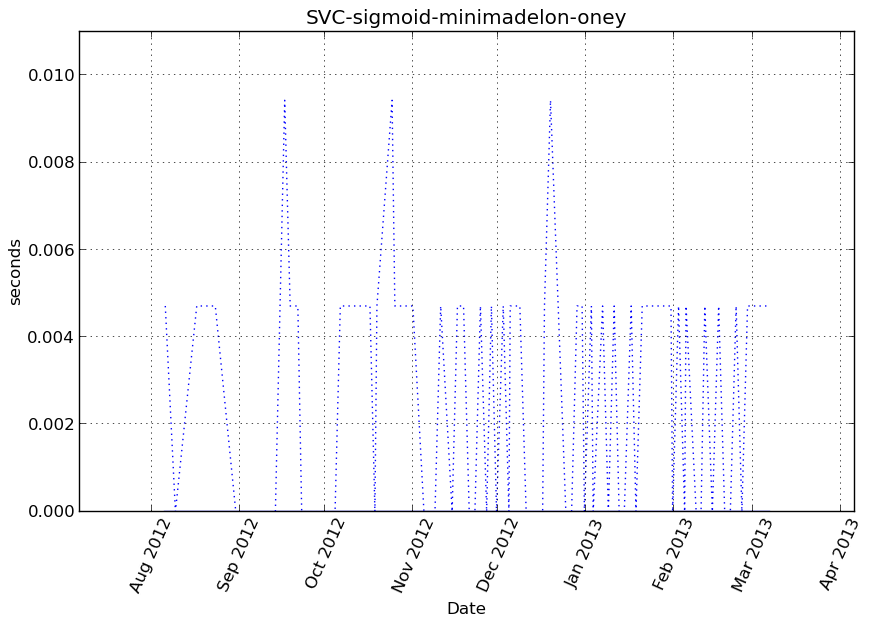 SVC-sigmoid-minimadelon-oney
0.010
0.008
0.006
0.004
0.002
0.000
seconds
Aug 2012
Sep 2012
Oct 2012
Nov 2012
Dec 2012
Jan 2013
Feb 2013
Mar 2013
Apr 2013
Date